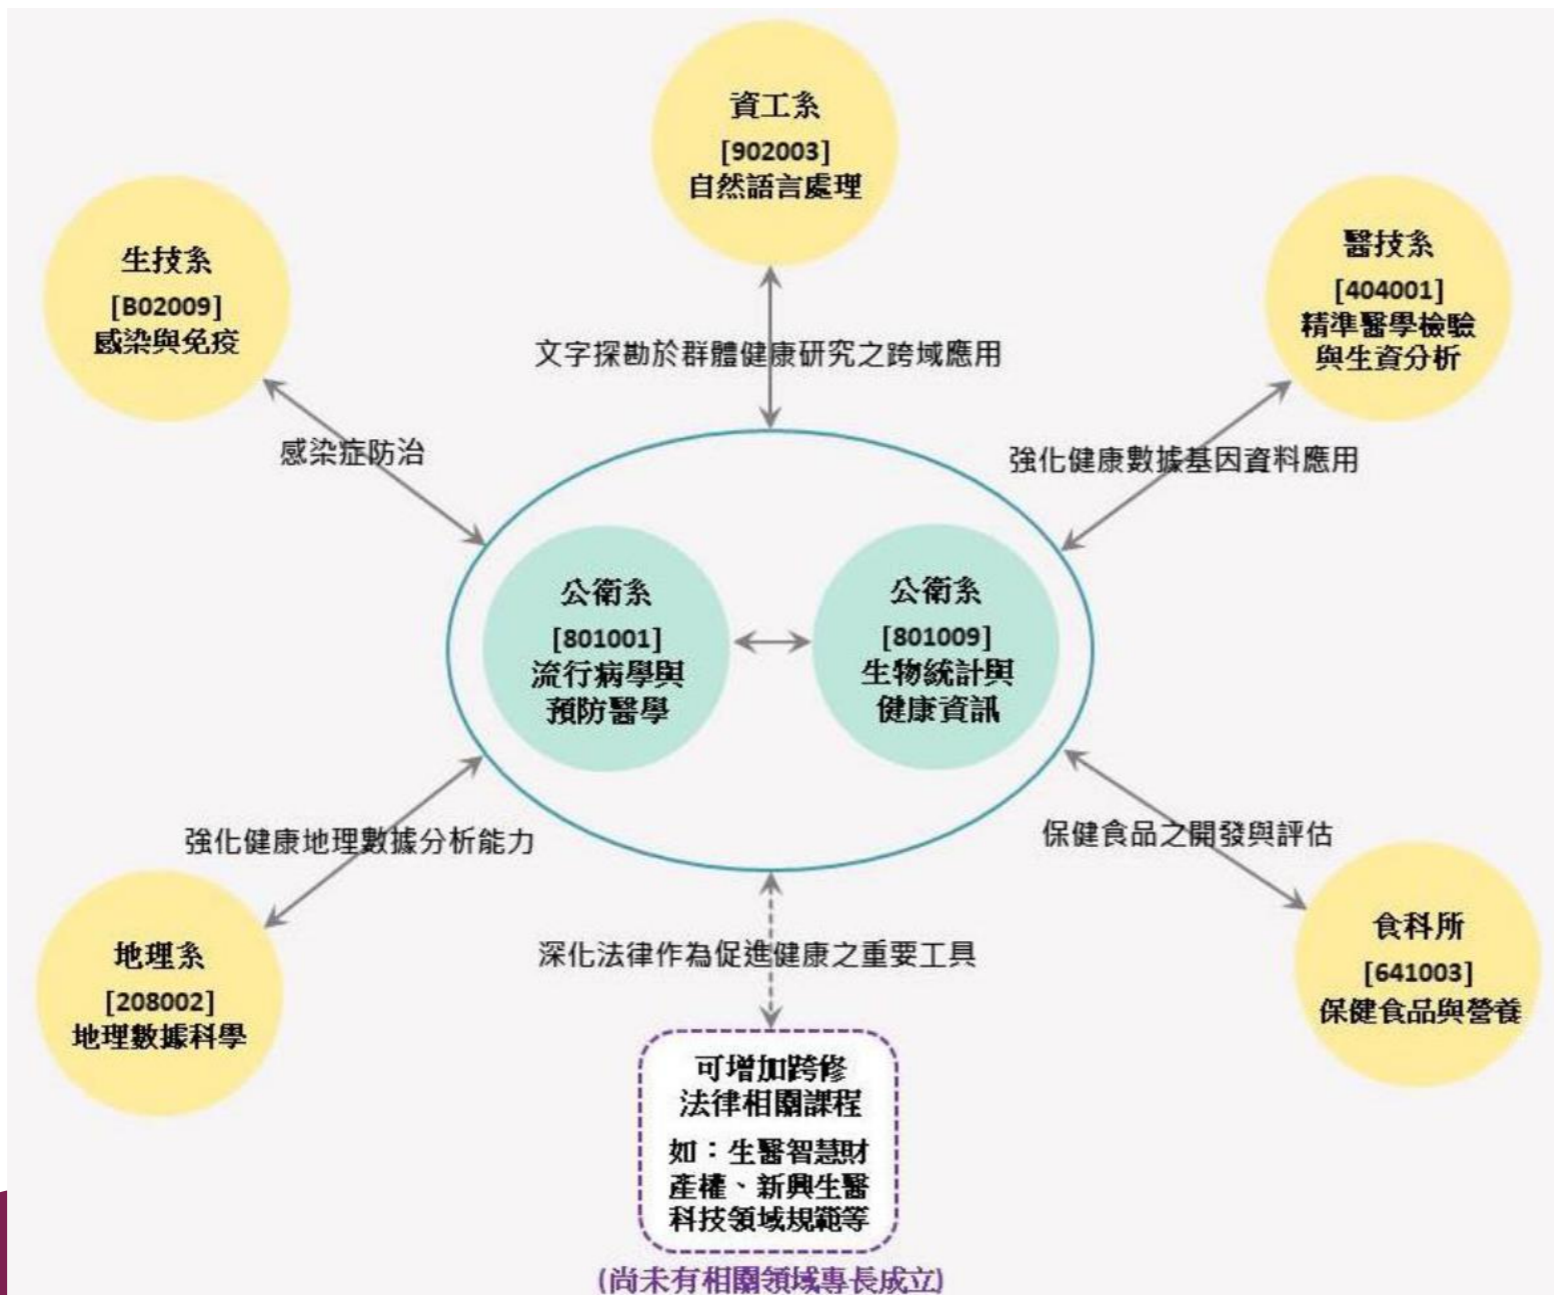 資工系
[902003]
自然語言處理
生技系
[B02009]
感染與免疫
醫技系
[404001]
精準醫學檢驗
與生資分析
文字探勘於群體健康研究之跨域應用
感染症防治
強化健康數據基因資料應用
公衛系
[801001]
流行病學與
預防醫學
公衛系
[801009]
生物統計與
健康資訊
強化健康地理數據分析能力
保健食品之開發與評估
地理系
[208002]
地理數據科學
深化法律作為促進健康之重要工具
食科所
[641003]
保健食品與營養
可增加跨修
法律相關課程
如：生醫智慧財
產權、新興生醫
科技領域規範等
(尚未有相關領域專長成立)